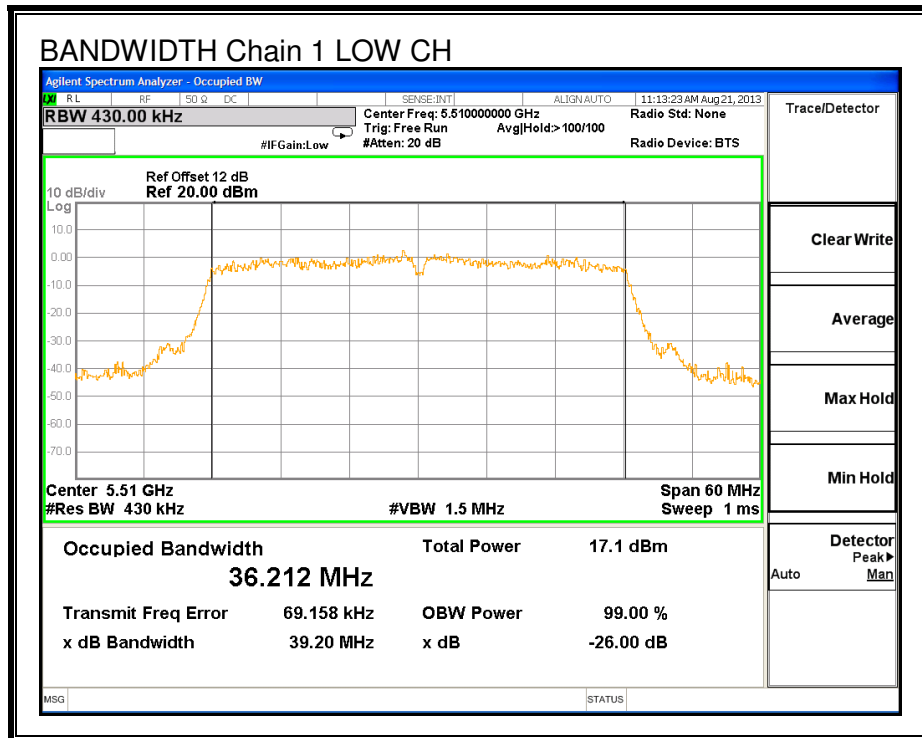 BANDWIDTH Chain 1 LOW CH
Agilent Spectrum Analyzer - Occupied BW
LXI RL RF 50 Ω DC SENSE:INT ALIGN AUTO 11:13:23 AM Aug 21, 2013
RBW 430.00 kHz
Center Freq: 5.510000000 GHz
Radio Std: None
Trig: Free Run Avg|Hold:>100/100
#IFGain:Low
#Atten: 20 dB
Radio Device: BTS
Ref Offset 12 dB
10 dB/div Ref 20.00 dBm
Log
10.0
0.00
-10.0
-20.0
-30.0
-40.0
-50.0
-60.0
-70.0
Center 5.51 GHz Span 60 MHz
#Res BW 430 kHz #VBW 1.5 MHz Sweep 1 ms
Occupied Bandwidth Total Power 17.1 dBm
36.212 MHz
Transmit Freq Error 69.158 kHz OBW Power 99.00 %
x dB Bandwidth 39.20 MHz x dB -26.00 dB
MSG STATUS
Trace/Detector
Clear Write
Average
Max Hold
Min Hold
Detector
Peak▶
Auto Man